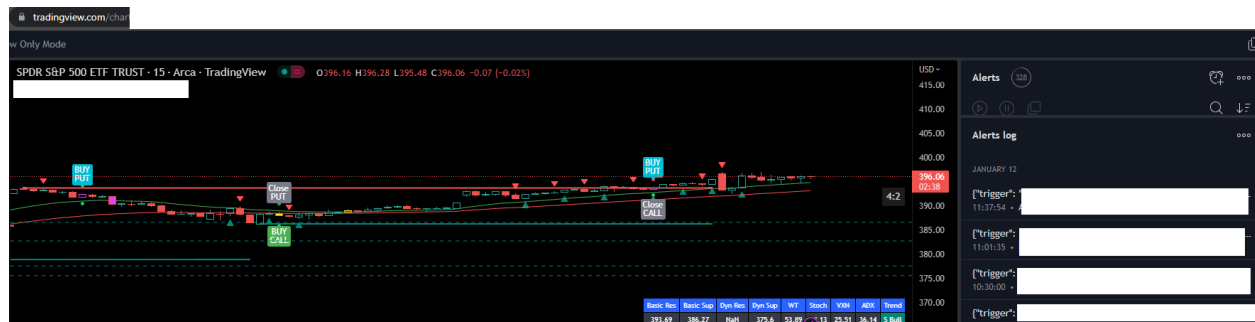 tradingview.com/char
w Only Mode
SPDR S&P 500 ETF TRUST · 15 · Arca · TradingView O396.16 H396.28 L395.48 C396.06 -0.07 (-0.02%)
USD
415.00
410.00
405.00
400.00
396.06
02:38
390.00
385.00
380.00
375.00
370.00
BUY
PUT
Close
PUT
BUY
CALL
BUY
PUT
Close
CALL
4:2
Basic Res Basic Sup Dyn Res Dyn Sup WT Stoch VXN ADX Trend
393.69 386.27 NaN 375.6 53.89 .13 25.51 36.14 S Bull
Alerts 328
Alerts log
JANUARY 12
{"trigger":
11:37:54 •
{"trigger":
11:01:35 •
{"trigger":
10:30:00 •
{"trigger":